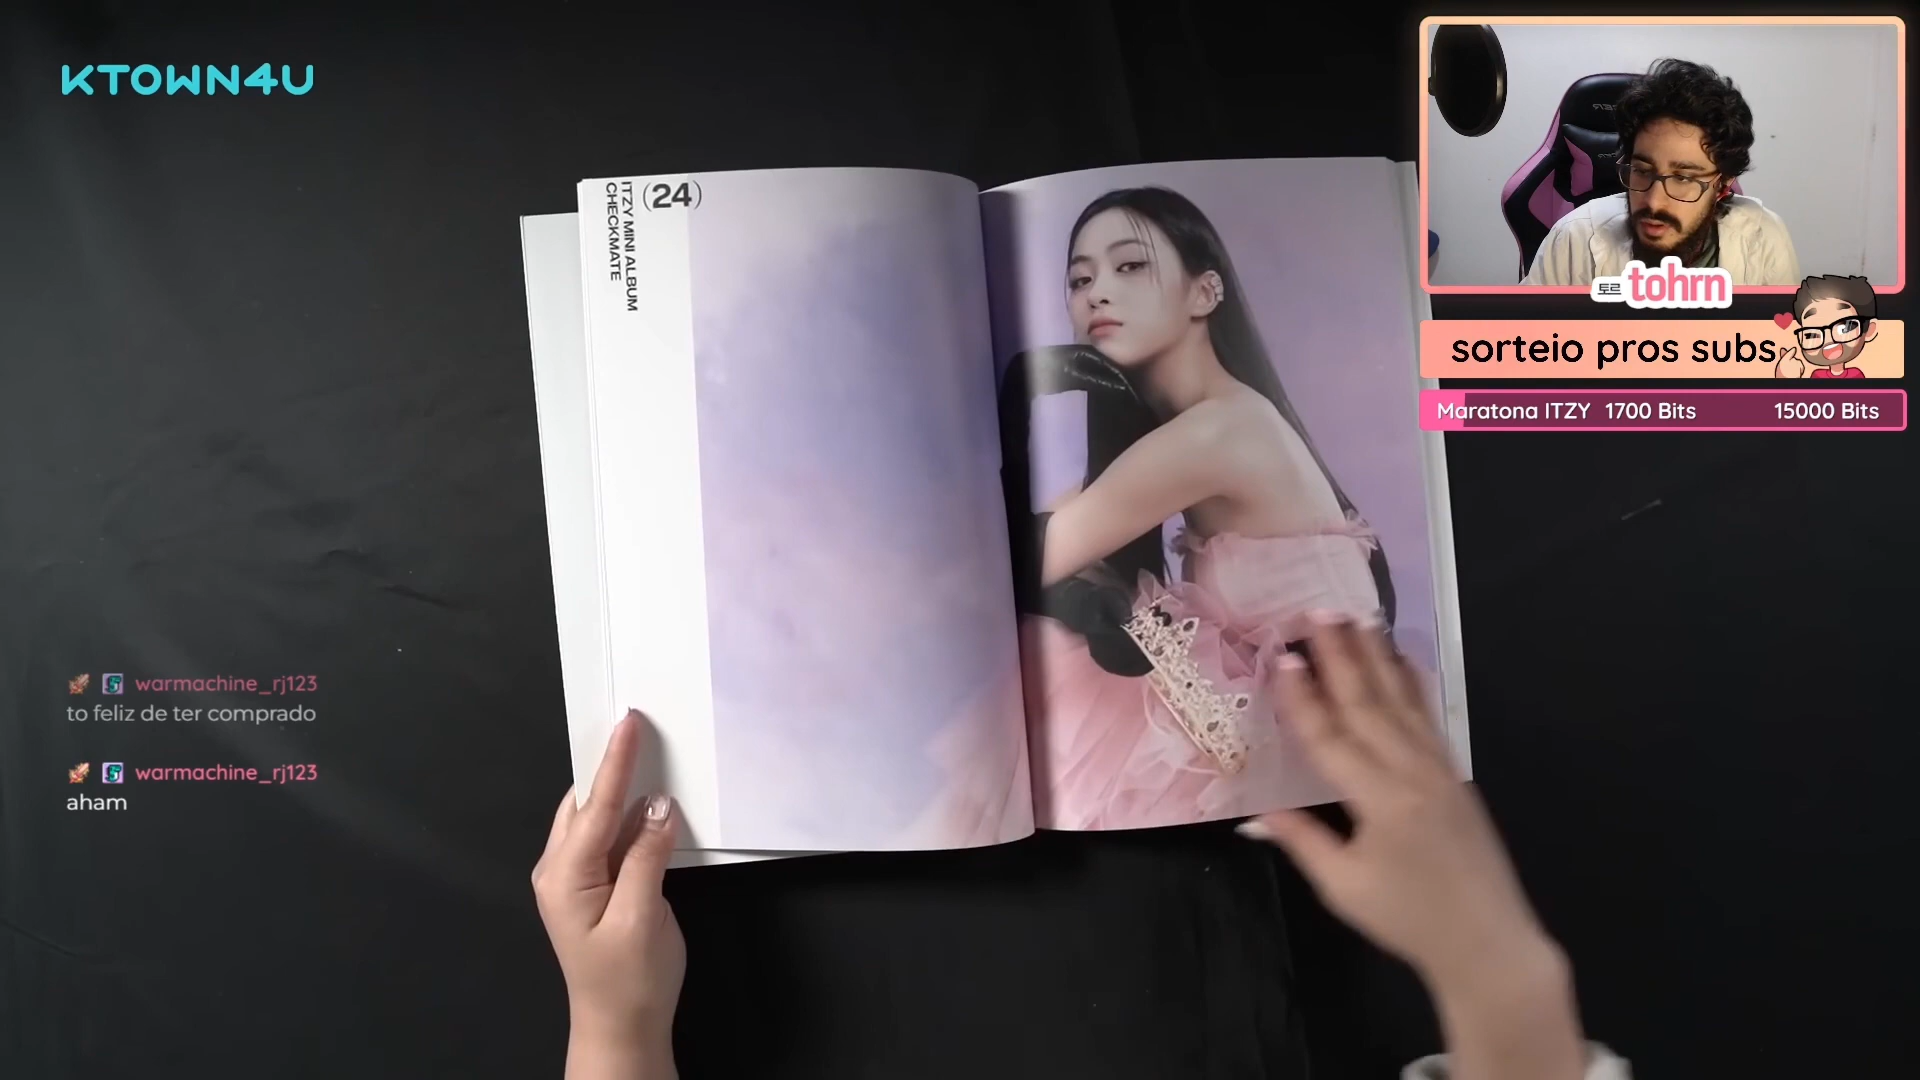 KTOWN4U
(24)
ITZY MINI ALBUM
CHECKMATE
토르 tohrn
sorteio pros subs
Maratona ITZY 1700 Bits 15000 Bits
warmachine_rj123
to feliz de ter comprado
warmachine_rj123
aham